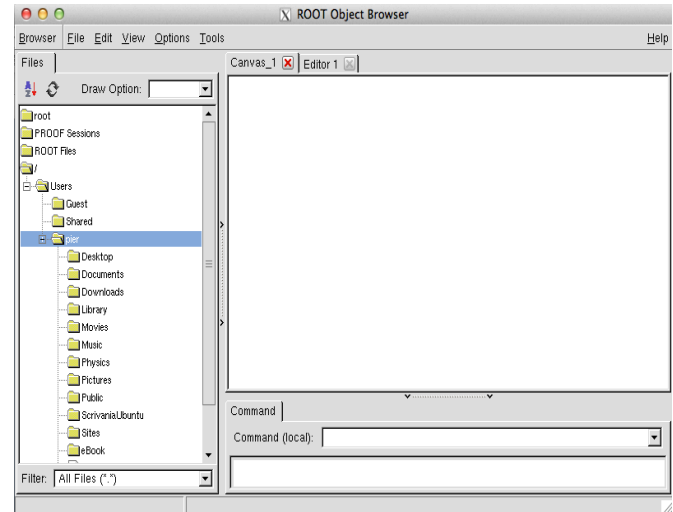 X ROOT Object Browser
Browser File Edit View Options Tools Help
Files
Draw Option:
root
PROOF Sessions
ROOT Files
/
Users
Guest
Shared
pier
Desktop
Documents
Downloads
Library
Movies
Music
Physics
Pictures
Public
ScrivaniaUbuntu
Sites
eBook
Filter: All Files (*.*)
Canvas_1 Editor 1
Command
Command (local):